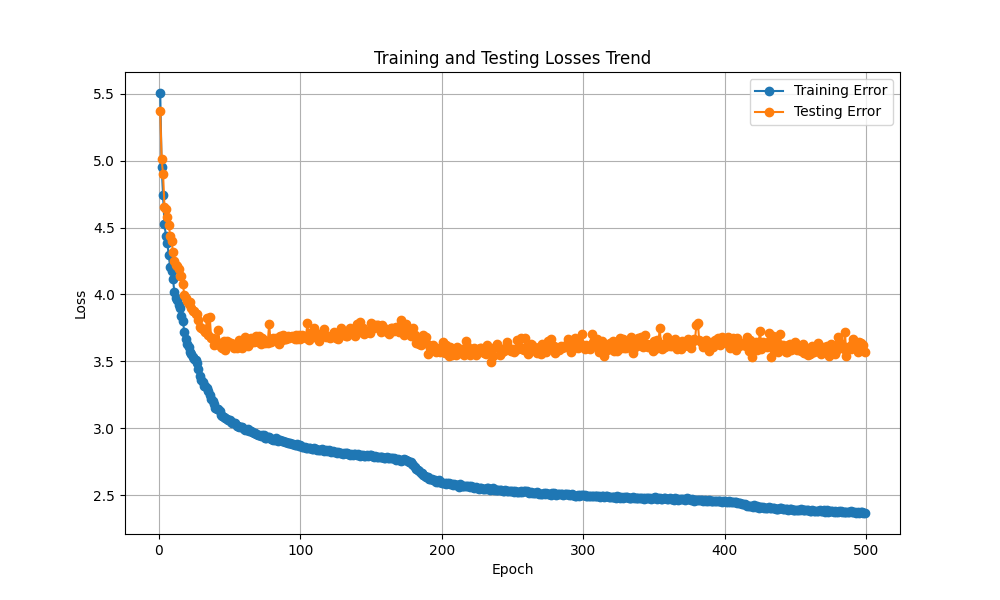 Training and Testing Losses Trend
Training Error
Testing Error
5.5
5.0
4.5
4.0
3.5
3.0
2.5
Loss
0 100 200 300 400 500
Epoch